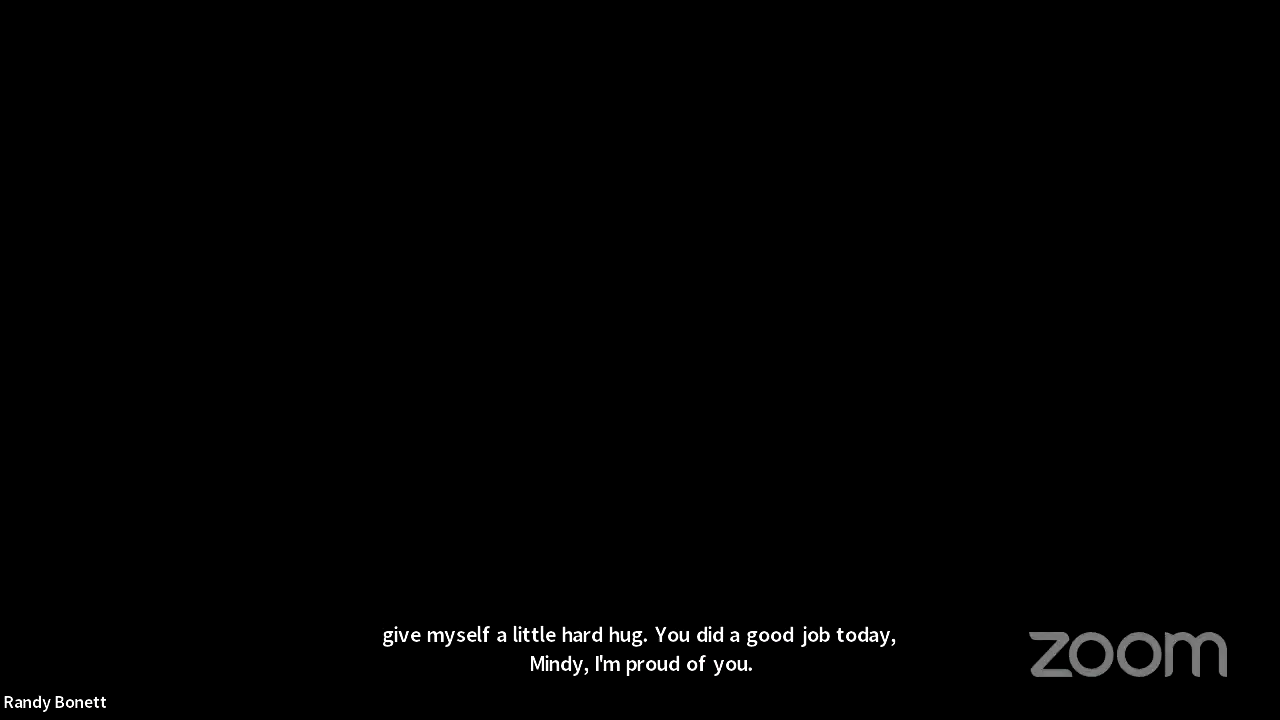 give myself a little hard hug. You did a good job today,
Mindy, I'm proud of you.
zoom
Randy Bonett